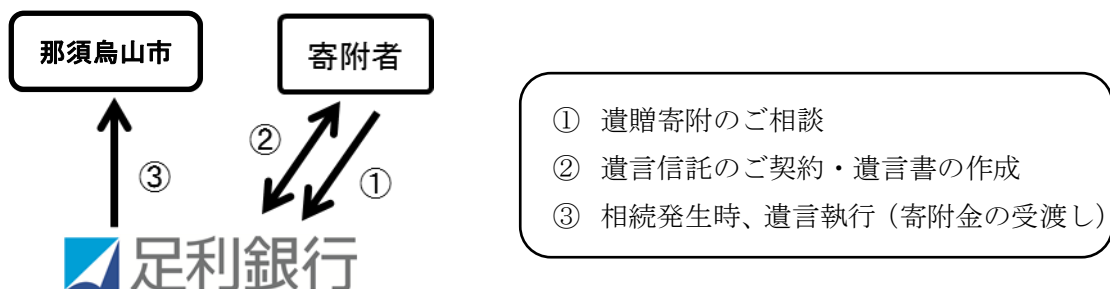 那須烏山市
寄附者
②
③
①
足利銀行
① 遺贈寄附のご相談
② 遺言信託のご契約・遺言書の作成
③ 相続発生時、遺言執行（寄附金の受渡し）